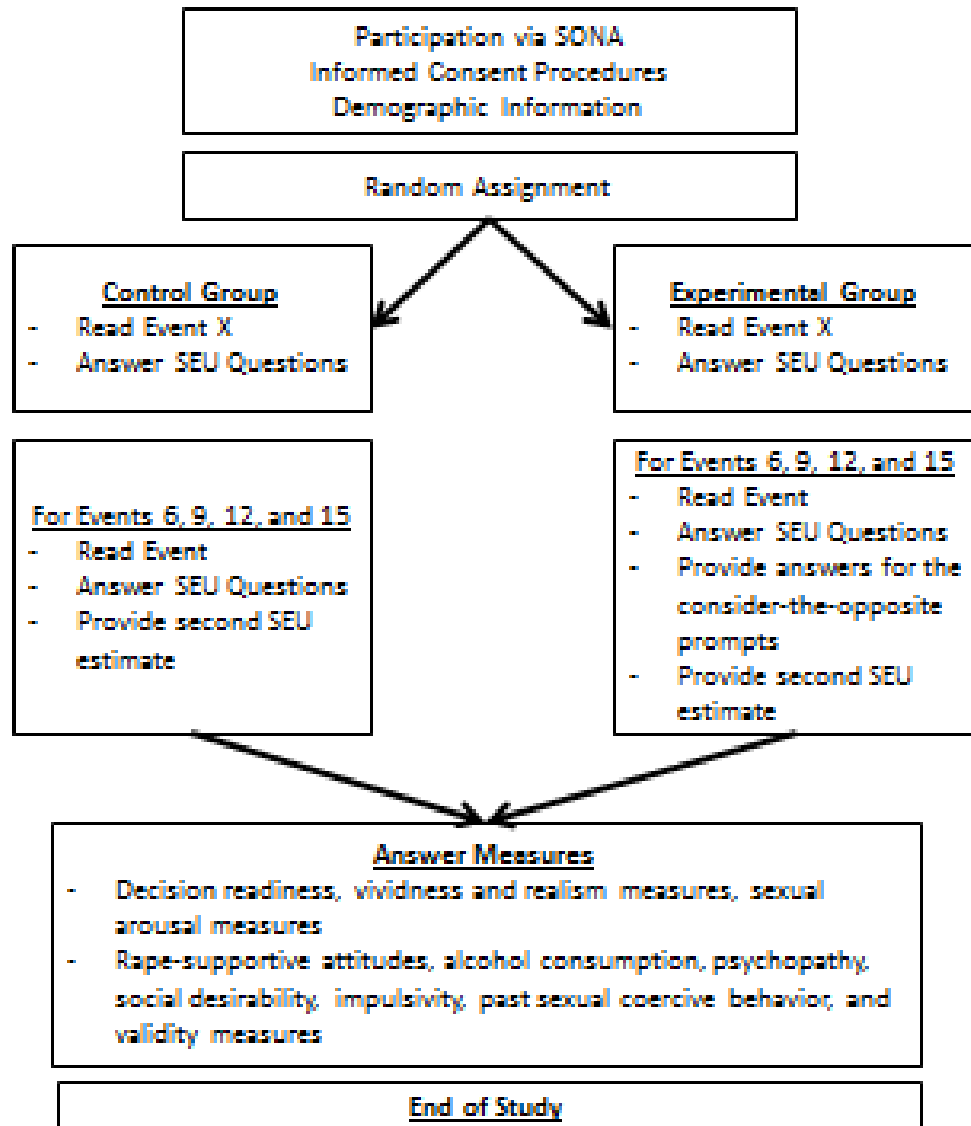 Participation via SONA
Informed Consent Procedures
Demographic Information
Random Assignment
Control Group
- Read Event X
- Answer SEU Questions
Experimental Group
- Read Event X
- Answer SEU Questions
For Events 6, 9, 12, and 15
- Read Event
- Answer SEU Questions
- Provide second SEU
estimate
For Events 6, 9, 12, and 15
- Read Event
- Answer SEU Questions
- Provide answers for the
consider-the-opposite
prompts
- Provide second SEU
estimate
Answer Measures
- Decision readiness, vividness and realism measures, sexual
arousal measures
- Rape-supportive attitudes, alcohol consumption, psychopathy,
social desirability, impulsivity, past sexual coercive behavior, and
validity measures
End of Study